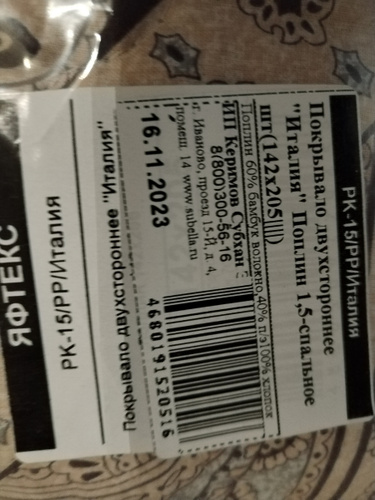 РК-15/РР/Италия
Покрывало двухстороннее
"Италия" Поплин 1,5-спальное
шт(142х205||||)
Поплин 60% бамбук волокно,40% п/э100% хлопок
ИП Керимов Субхан
8(800)300-56-16
г. Иваново, проезд 15-й, д. 4,
помещ. 14 www.subella.ru
16.11.2023
4680191520516
Покрывало двухстороннее "Италия"
РК-15/РР/Италия
ЯФТЕКС